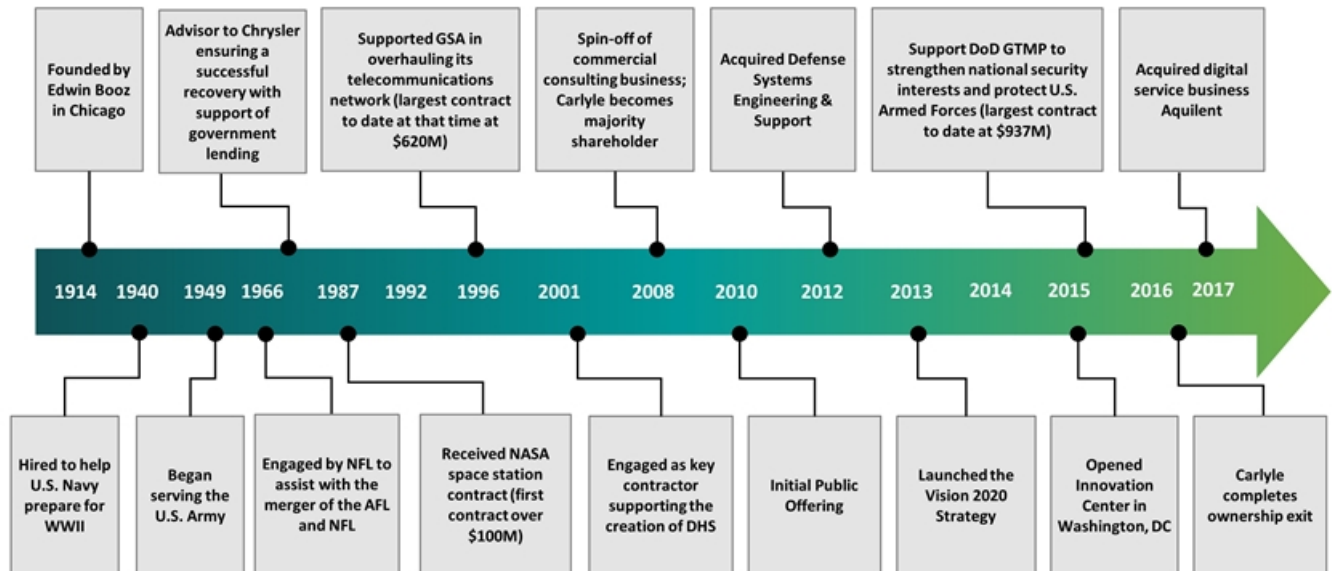 Founded by
Edwin Booz
in Chicago
Advisor to Chrysler
ensuring a
successful
recovery with
support of
government
lending
Supported GSA in
overhauling its
telecommunications
network (largest contract
to date at that time at
$620M)
Spin-off of
commercial
consulting business;
Carlyle becomes
majority
shareholder
Acquired Defense
Systems
Engineering &
Support
Support DoD GTMP to
strengthen national security
interests and protect U.S.
Armed Forces (largest contract
to date at $937M)
Acquired digital
service business
Aquilent
1914 1940 1949 1966 1987 1992 1996 2001 2008 2010 2012 2013 2014 2015 2016 2017
Hired to help
U.S. Navy
prepare for
WWII
Began
serving the
U.S. Army
Engaged by NFL to
assist with the
merger of the AFL
and NFL
Received NASA
space station
contract (first
contract over
$100M)
Engaged as key
contractor
supporting the
creation of DHS
Initial Public
Offering
Launched the
Vision 2020
Strategy
Opened
Innovation
Center in
Washington, DC
Carlyle
completes
ownership exit